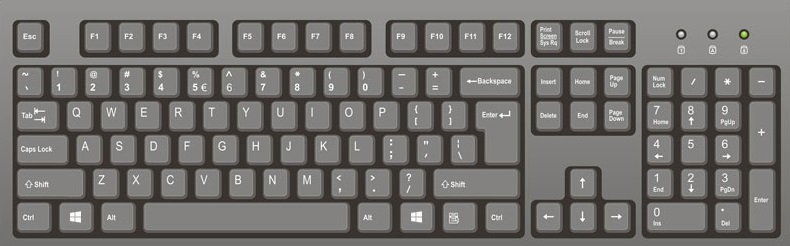 Esc F1 F2 F3 F4 F5 F6 F7 F8 F9 F10 F11 F12 Print Screen Sys Rq Scroll Lock Pause Break
1 A
~ ` ! 1 @ 2 # 3 $ 4 % 5 € ^ 6 & 7 * 8 ( 9 ) 0 – - + = ←Backspace Insert Home Page Up Num Lock / * –
Tab Q W E R T Y U I O P { [ } ] Enter Delete End Page Down 7 Home 8 ↑ 9 PgUp +
Caps Lock A S D F G H J K L : ; " ' | \ 4 ← 5 6 →
⇧Shift Z X C V B N M < , > . ? / ⇧Shift ↑ 1 End 2 ↓ 3 PgDn Enter
Ctrl Alt Alt Ctrl ← ↓ → 0 Ins . Del